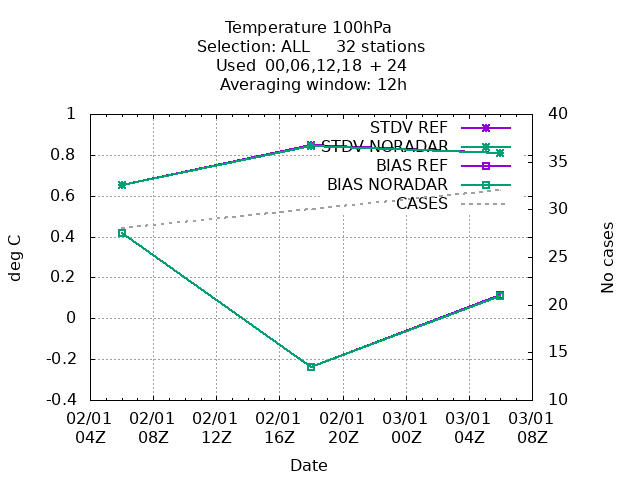 Temperature 100hPa
Selection: ALL 32 stations
Used 00,06,12,18 + 24
Averaging window: 12h
1
0.8
0.6
0.4
0.2
0
-0.2
-0.4
deg C
STDV REF
STDV NORADAR
BIAS REF
BIAS NORADAR
CASES
40
35
30
25
20
15
10
No cases
02/01 02/01 02/01 02/01 02/01 03/01 03/01 03/01
04Z 08Z 12Z 16Z 20Z 00Z 04Z 08Z
Date